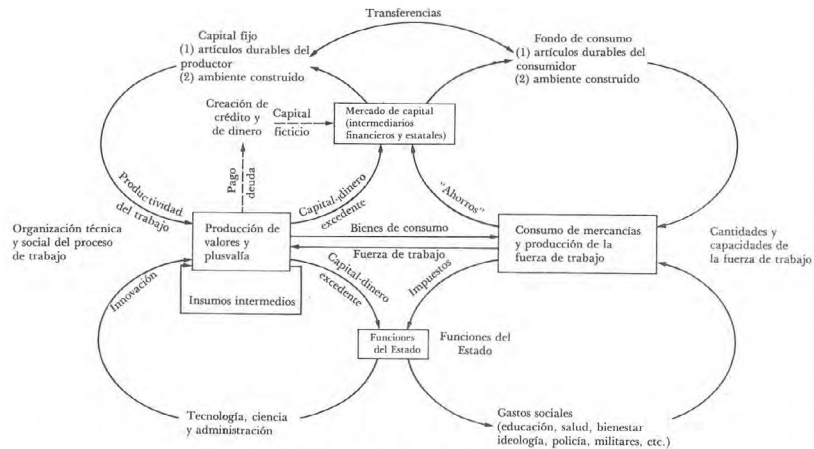 Transferencias
Capital fijo
(1) artículos durables del
productor
(2) ambiente construido
Fondo de consumo
(1) artículos durables del
consumidor
(2) ambiente construido
Creación de
crédito y
de dinero
Capital
ficticio
Mercado de capital
(intermediarios
financieros y estatales)
Pago
deuda
Productividad
del trabajo
Capital-dinero
excedente
"Ahorros"
Organización técnica
y social del proceso
de trabajo
Producción de
valores y
plusvalía
Bienes de consumo
Fuerza de trabajo
Consumo de mercancías
y producción de la
fuerza de trabajo
Cantidades y
capacidades de
la fuerza de trabajo
Innovación
Insumos intermedios
Capital-dinero
excedente
Impuestos
Funciones
del Estado
Funciones del
Estado
Tecnología, ciencia
y administración
Gastos sociales
(educación, salud, bienestar
ideología, policía, militares, etc.)